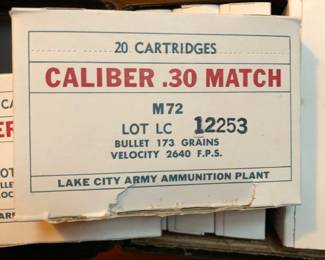 20 CARTRIDGES
CALIBER .30 MATCH
M72
LOT LC 12253
BULLET 173 GRAINS
VELOCITY 2640 F.P.S.
LAKE CITY ARMY AMMUNITION PLANT